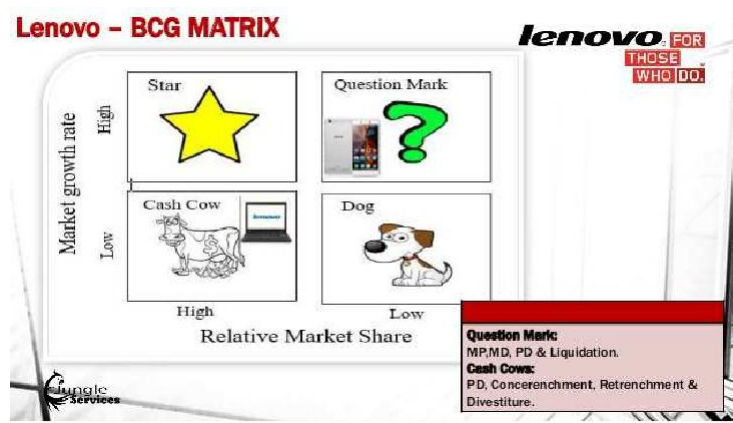 Lenovo – BCG MATRIX
lenovo FOR
THOSE
WHO DO.
Star
Question Mark
High
Market growth rate
Cash Cow
Dog
Low
High
Low
Relative Market Share
Question Mark:
MP,MD, PD & Liquidation.
Cash Cows:
PD, Concerenchment, Retrenchment &
Divestiture.
Jungle
Services